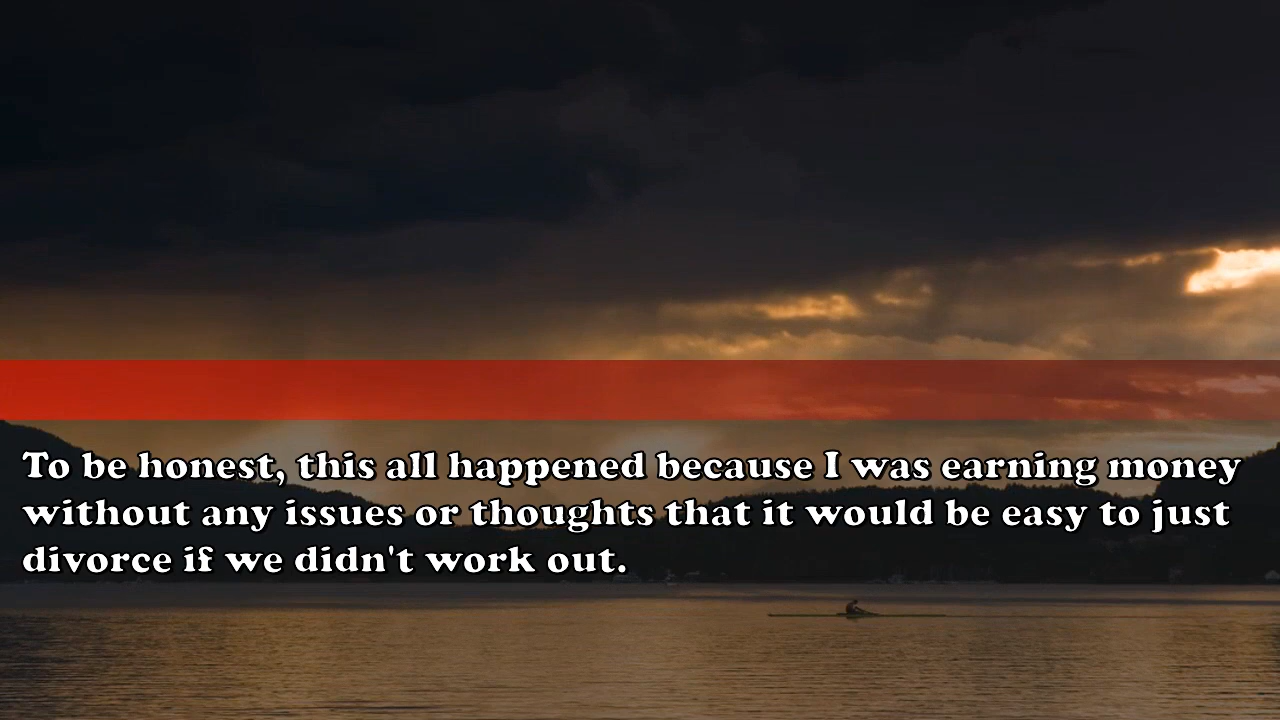 To be honest, this all happened because I was earning money
without any issues or thoughts that it would be easy to just
divorce if we didn't work out.